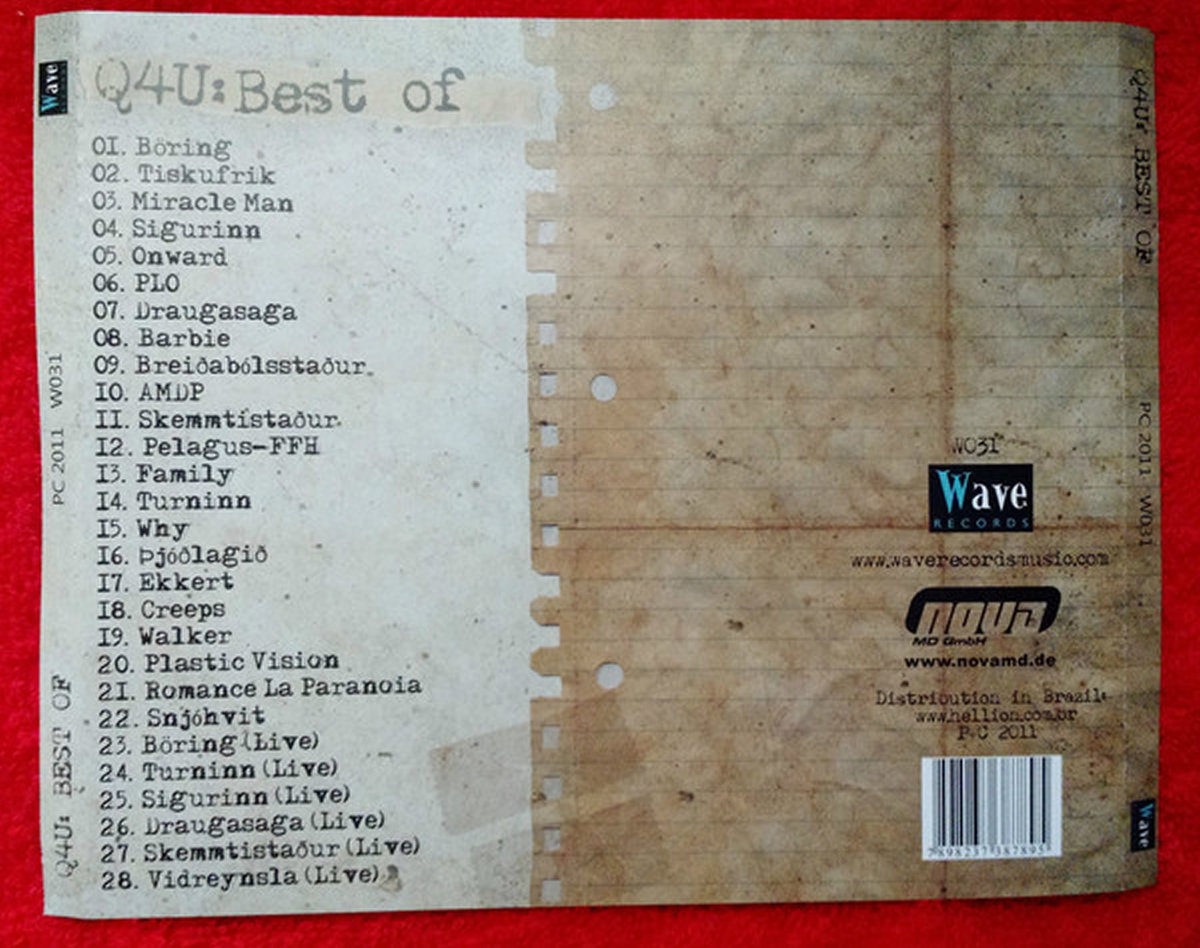 Wave
RECORDS
Q4U: Best of
01. Böring
02. Tiskufrik
03. Miracle Man
04. Sigurinn
05. Onward
06. PLO
07. Draugasaga
08. Barbie
09. Breiðabólsstaður
10. AMDP
11. Skemmtistaður
12. Pelagus-FFH
13. Family
14. Turninn
15. Why
16. Þjóðlagið
17. Ekkert
18. Creeps
19. Walker
20. Plastic Vision
21. Romance La Paranoia
22. Snjóhvit
23. Böring (Live)
24. Turninn (Live)
25. Sigurinn (Live)
26. Draugasaga (Live)
27. Skemmtistaður (Live)
28. Vidreynsla (Live)
PC 2011 W031
Q4U: BEST OF
W031
Wave
RECORDS
www.waverecordsmusic.com
nova
MD GmbH
www.novamd.de
Distribution in Brazil:
www.hellion.com.br
P+C 2011
7898237387895
Q4U: BEST OF
PC 2011 W031
Wave